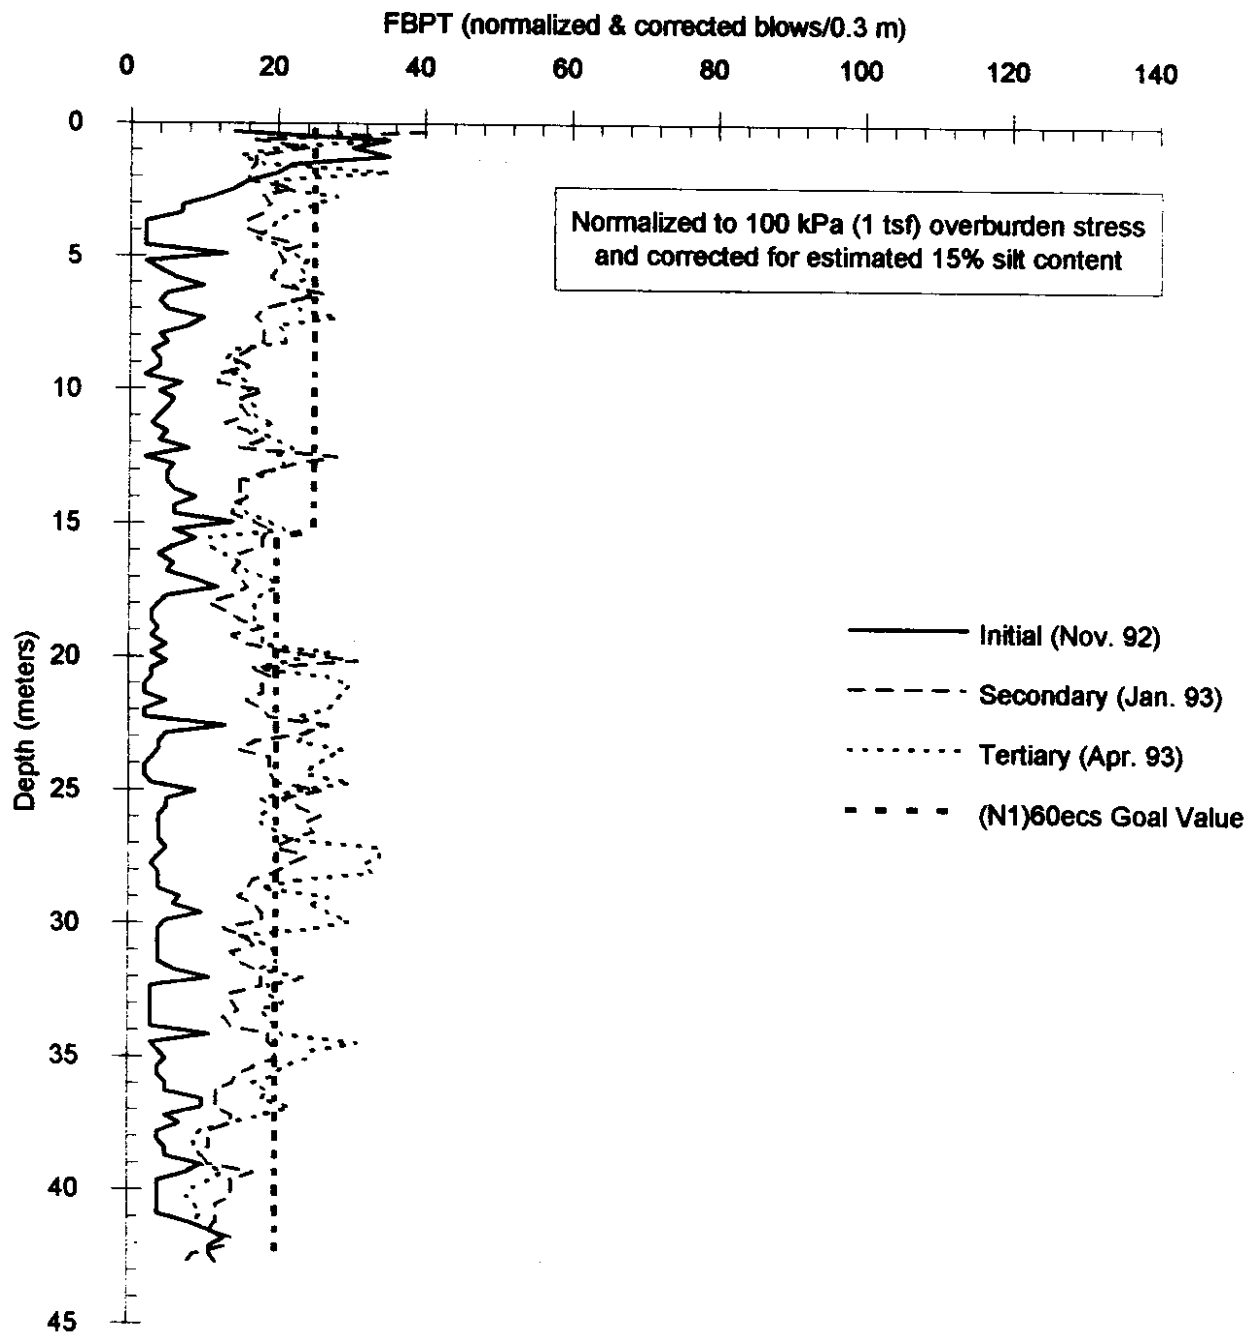 FBPT (normalized & corrected blows/0.3 m)
0 20 40 60 80 100 120 140
0
5
10
15
20
25
30
35
40
45
Depth (meters)
Normalized to 100 kPa (1 tsf) overburden stress
and corrected for estimated 15% silt content
Initial (Nov. 92)
Secondary (Jan. 93)
Tertiary (Apr. 93)
(N1)60ecs Goal Value